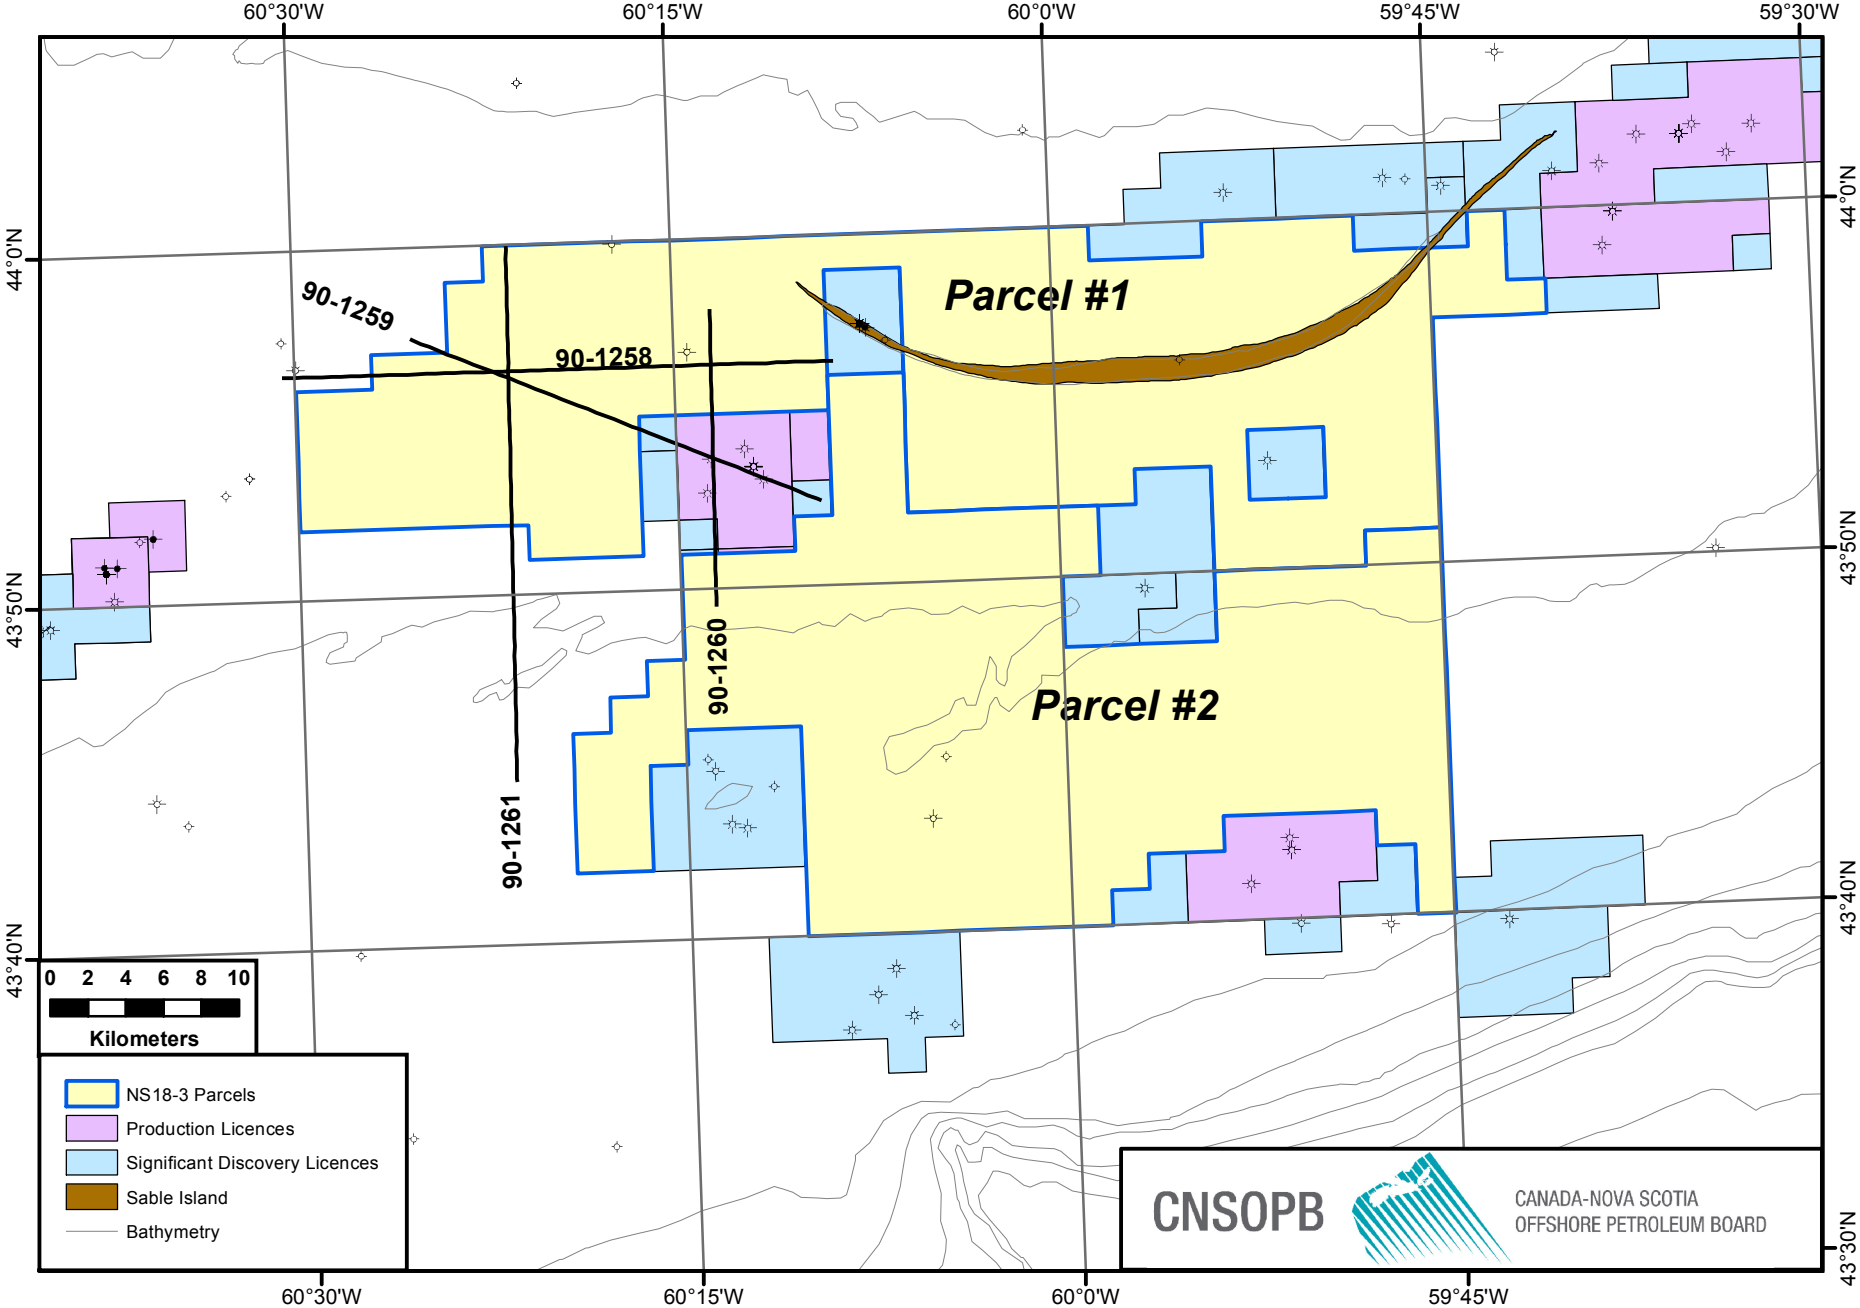 60°30'W
60°15'W
60°0'W
59°45'W
59°30'W
44°0'N
44°0'N
Parcel #1
90-1259
90-1258
43°50'N
43°50'N
90-1260
Parcel #2
90-1261
43°40'N
43°40'N
0 2 4 6 8 10
Kilometers
NS18-3 Parcels
Production Licences
Significant Discovery Licences
Sable Island
Bathymetry
CNSOPB
CANADA-NOVA SCOTIA
OFFSHORE PETROLEUM BOARD
43°30'N
60°30'W
60°15'W
60°0'W
59°45'W